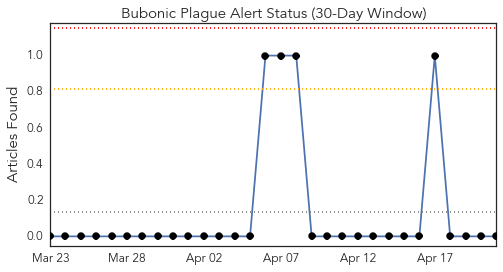 Bubonic Plague Alert Status (30-Day Window)
Articles Found
1.0
0.8
0.6
0.4
0.2
0.0
Mar 23 Mar 28 Apr 02 Apr 07 Apr 12 Apr 17